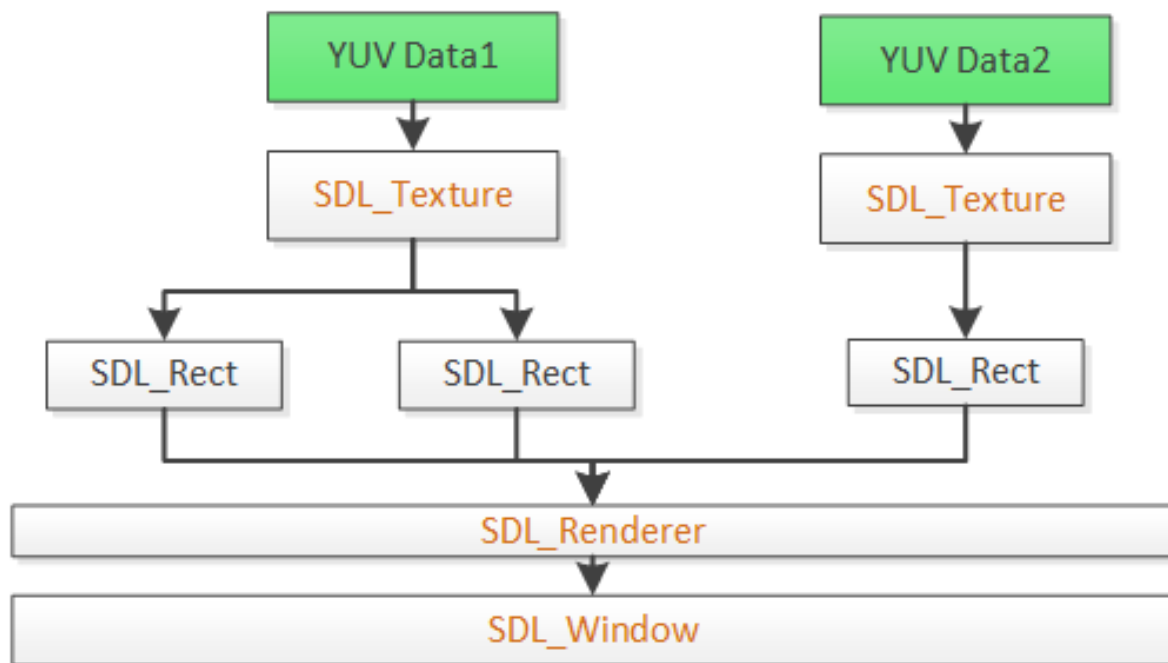 YUV Data1
YUV Data2
SDL_Texture
SDL_Texture
SDL_Rect
SDL_Rect
SDL_Rect
SDL_Renderer
SDL_Window